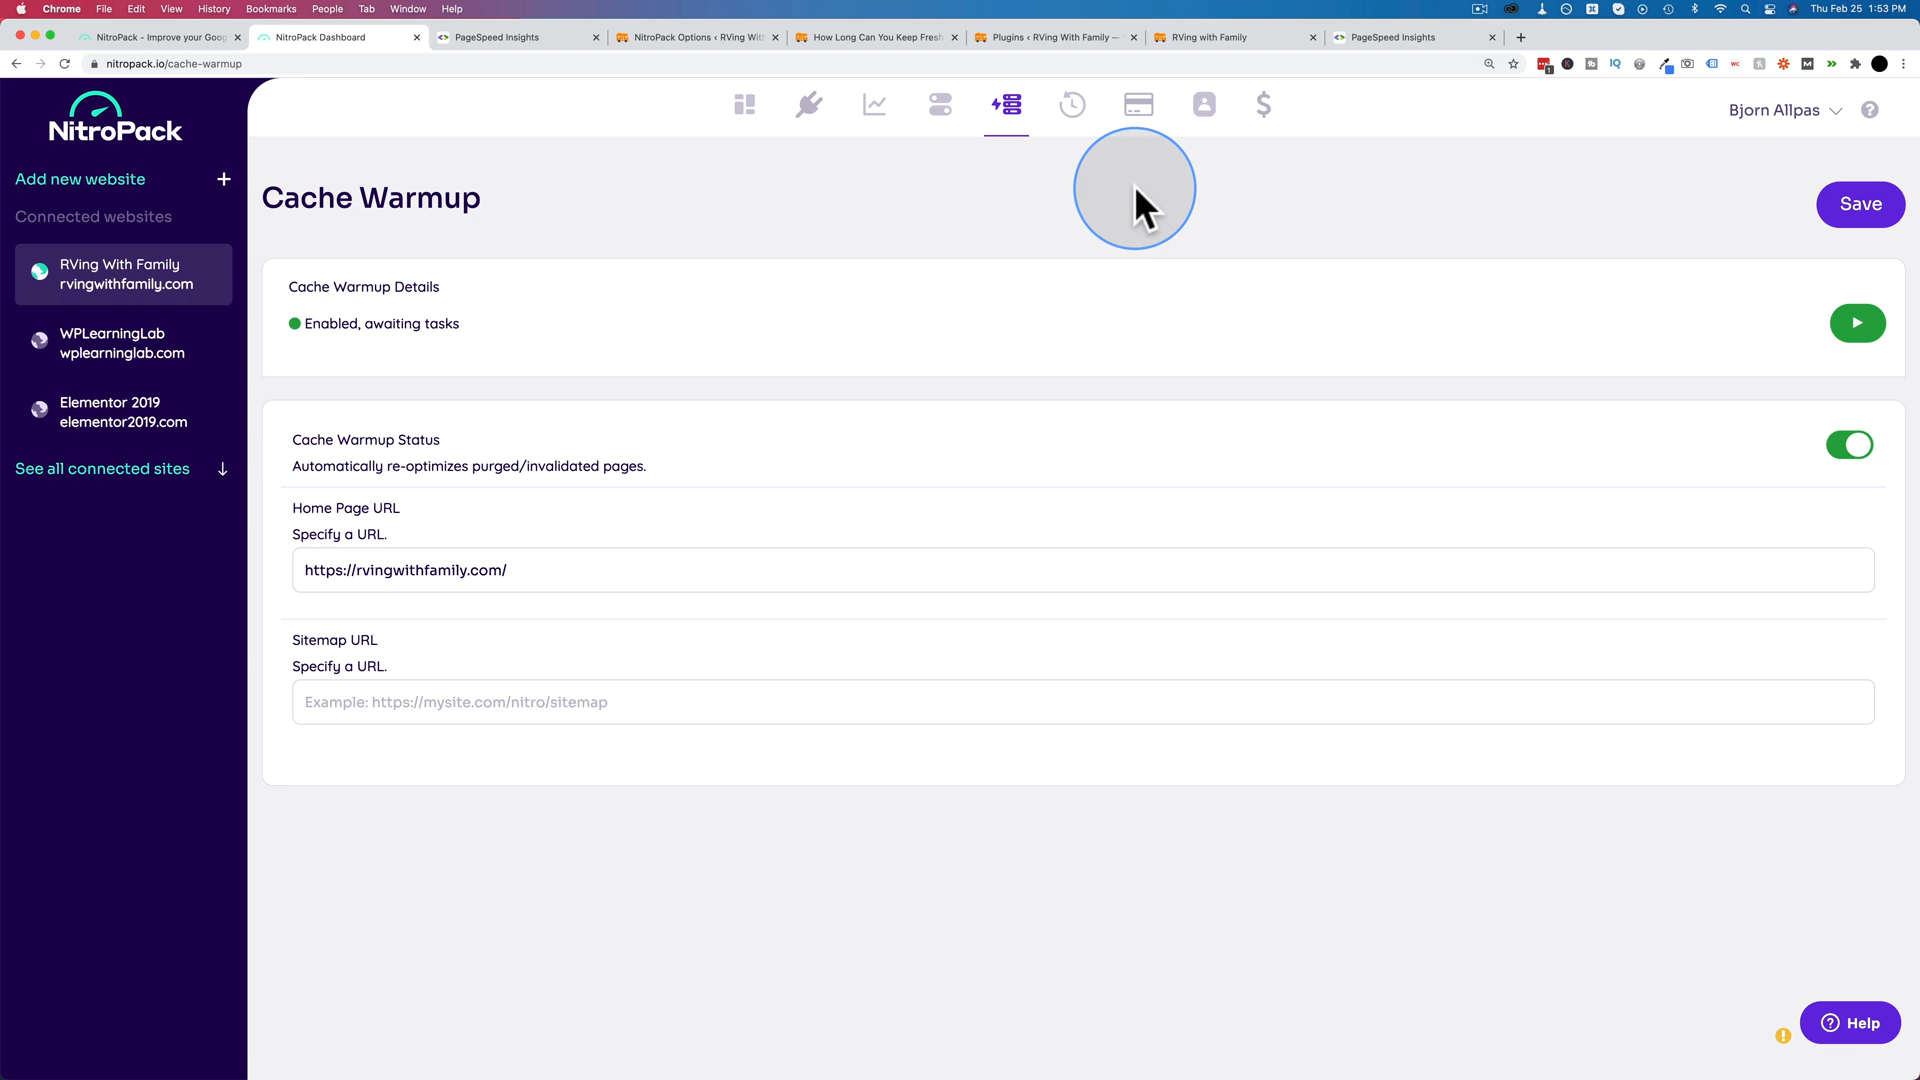 Chrome File Edit View History Bookmarks People Tab Window Help Thu Feb 25 1:53 PM
NitroPack - Improve your Goog NitroPack Dashboard PageSpeed Insights NitroPack Options ‹ RVing With How Long Can You Keep Fresh Plugins ‹ RVing With Family — RVing with Family PageSpeed Insights
nitropack.io/cache-warmup
NitroPack
Bjorn Allpas
Add new website
Connected websites
RVing With Family
rvingwithfamily.com
WPLearningLab
wplearninglab.com
Elementor 2019
elementor2019.com
See all connected sites
Cache Warmup
Save
Cache Warmup Details
Enabled, awaiting tasks
Cache Warmup Status
Automatically re-optimizes purged/invalidated pages.
Home Page URL
Specify a URL.
https://rvingwithfamily.com/
Sitemap URL
Specify a URL.
Example: https://mysite.com/nitro/sitemap
Help